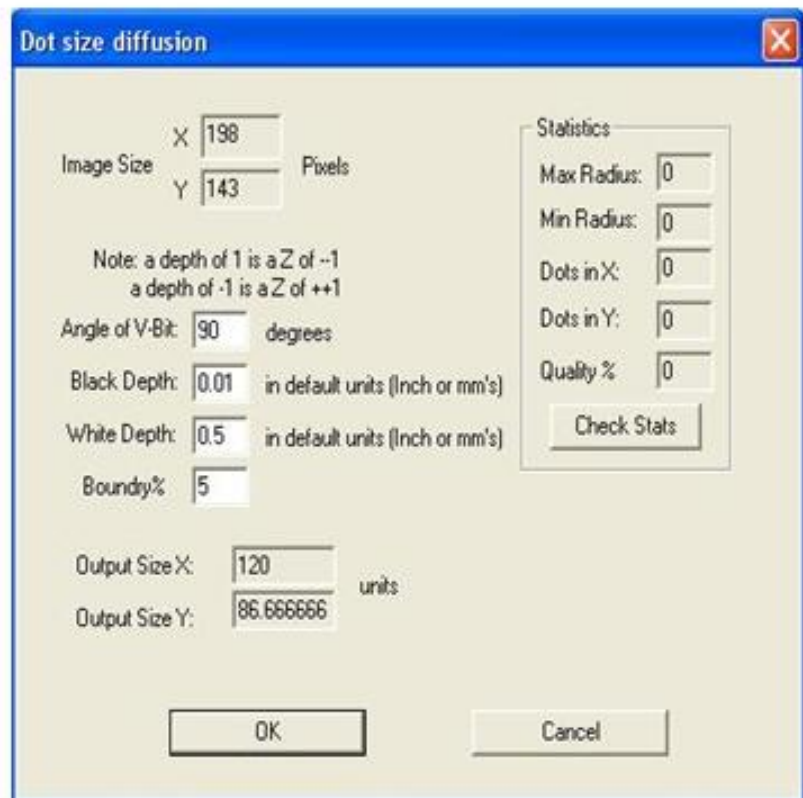 Dot size diffusion
Image Size X 198 Pixels
Y 143
Note: a depth of 1 is a Z of --1
a depth of -1 is a Z of ++1
Angle of V-Bit: 90 degrees
Black Depth: 0.01 in default units (Inch or mm's)
White Depth: 0.5 in default units (Inch or mm's)
Boundry% 5
Output Size X: 120 units
Output Size Y: 86.666666
Statistics
Max Radius: 0
Min Radius: 0
Dots in X: 0
Dots in Y: 0
Quality % 0
Check Stats
OK Cancel